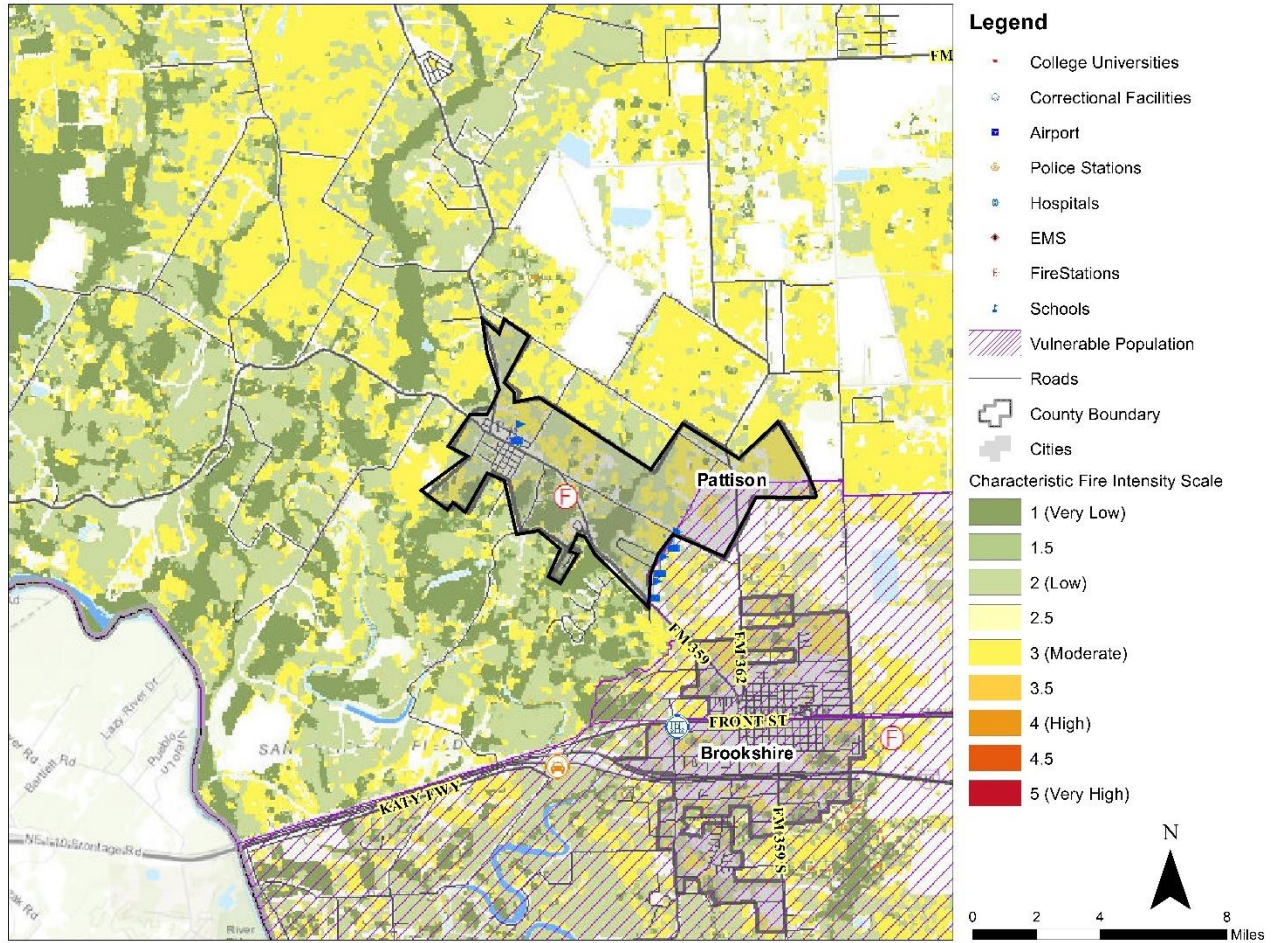 FM
Pattison
FM 359
FM 362
FRONT ST
Brookshire
KATY FWY
FM 359 S
Lazy River Dr
Bartlett Rd
NE I-10 Frontage Rd
River
Legend
College Universities
Correctional Facilities
Airport
Police Stations
Hospitals
EMS
FireStations
Schools
Vulnerable Population
Roads
County Boundary
Cities
Characteristic Fire Intensity Scale
1 (Very Low)
1.5
2 (Low)
2.5
3 (Moderate)
3.5
4 (High)
4.5
5 (Very High)
N
0 2 4 8
Miles
F
F